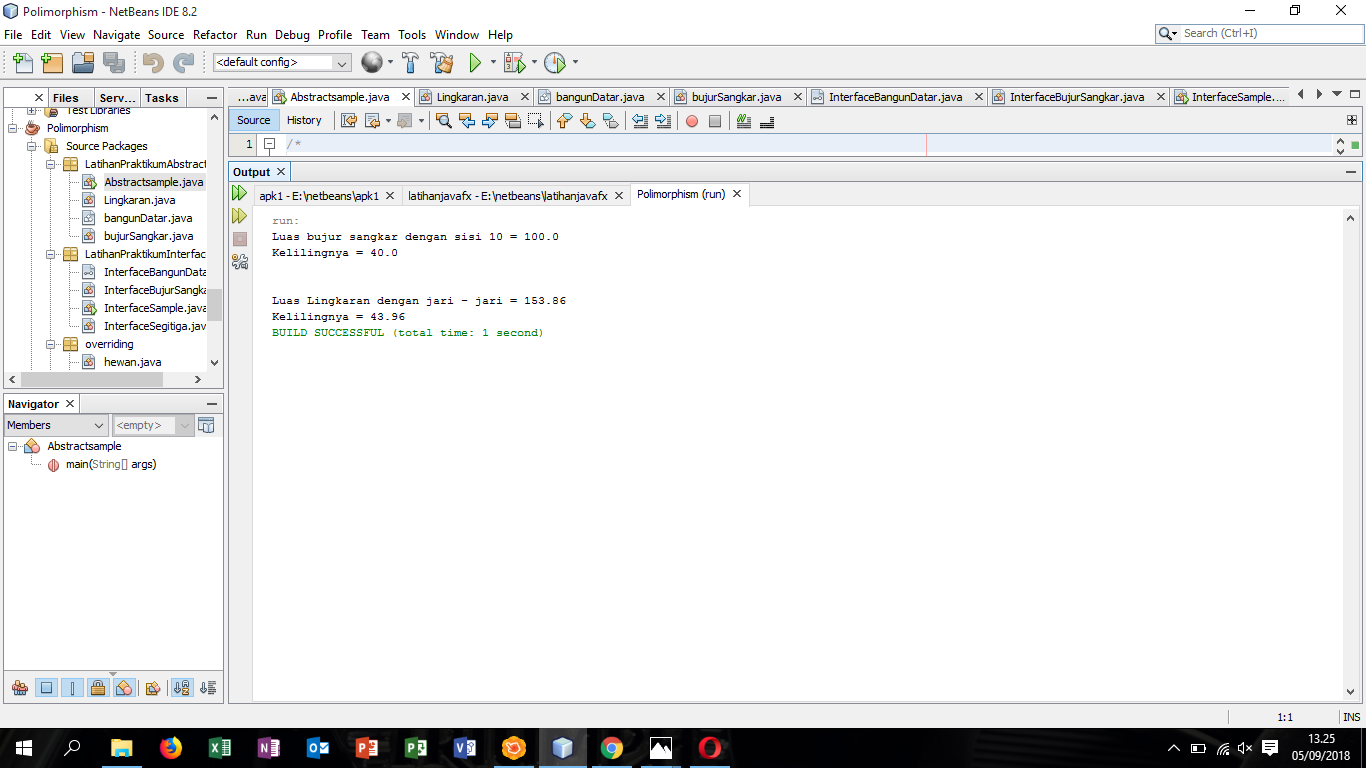 Polimorphism - NetBeans IDE 8.2
File Edit View Navigate Source Refactor Run Debug Profile Team Tools Window Help
Search (Ctrl+I)
<default config>
Files Serv... Tasks
...ava Abstractsample.java Lingkaran.java bangunDatar.java bujurSangkar.java InterfaceBangunDatar.java InterfaceBujurSangkar.java InterfaceSample....
Source History
1 /*
Test Libraries
Polimorphism
Source Packages
LatihanPraktikumAbstract
Abstractsample.java
Lingkaran.java
bangunDatar.java
bujurSangkar.java
LatihanPraktikumInterfac
InterfaceBangunData
InterfaceBujurSangka
InterfaceSample.java
InterfaceSegitiga.jav
overriding
hewan.java
Navigator
Members <empty>
Abstractsample
main(String[] args)
Output
apk1 - E:\netbeans\apk1 latihanjavafx - E:\netbeans\latihanjavafx Polimorphism (run)
run:
Luas bujur sangkar dengan sisi 10 = 100.0
Kelilingnya = 40.0
Luas Lingkaran dengan jari - jari = 153.86
Kelilingnya = 43.96
BUILD SUCCESSFUL (total time: 1 second)
1:1 INS
13.25
05/09/2018